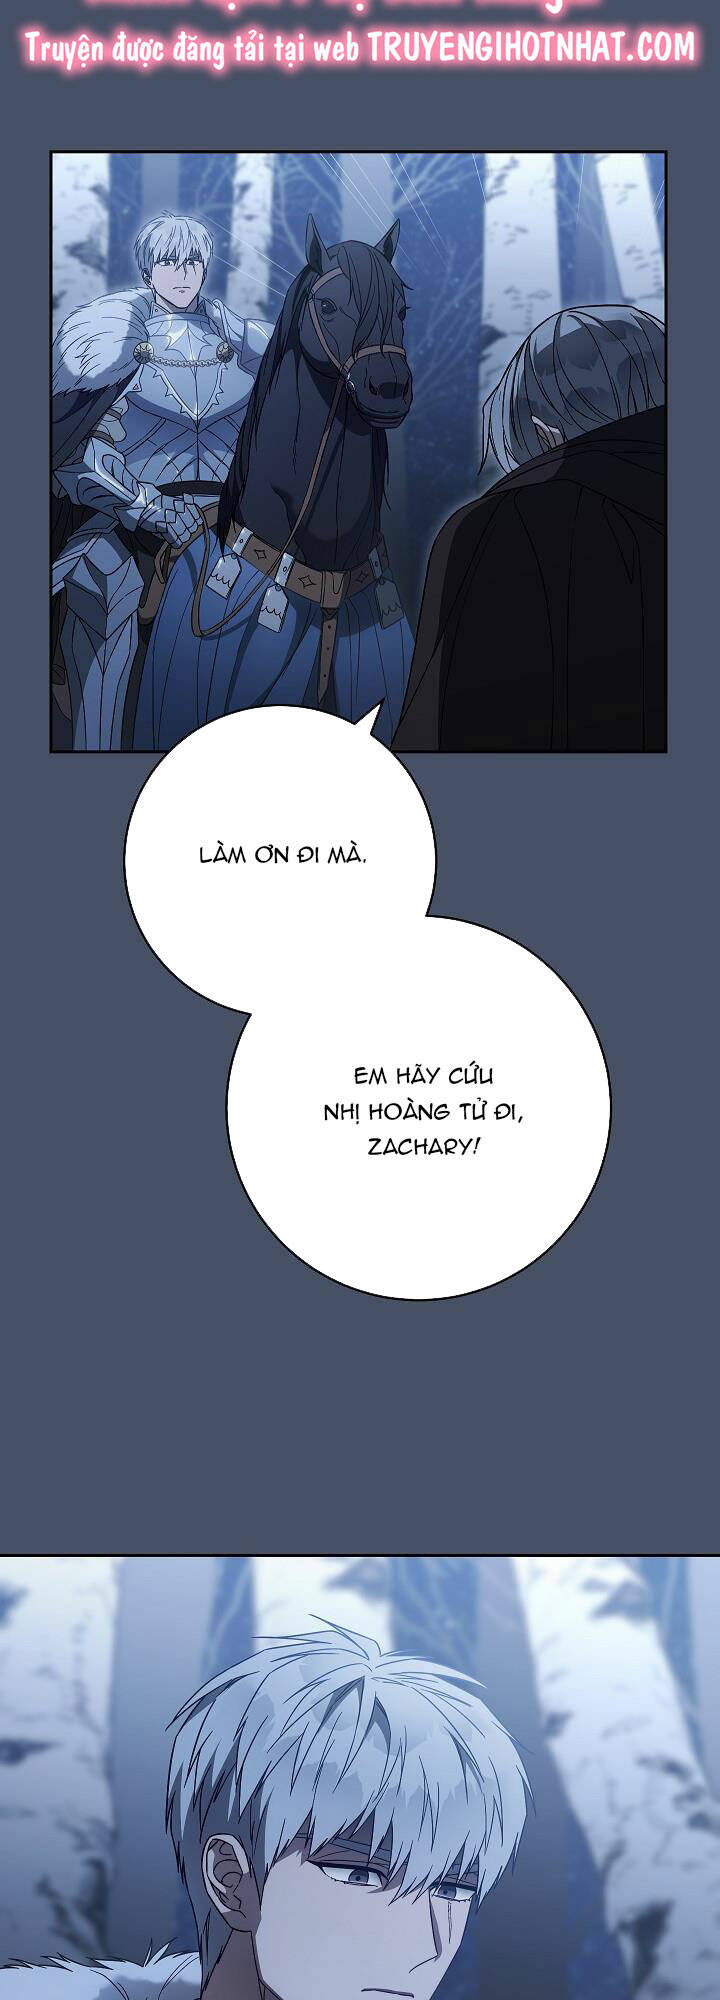 Truyện được đăng tải tại web TRUYENGIHOTNHAT.COM
LÀM ƠN ĐI MÀ.
EM HÃY CỨU
NHỊ HOÀNG TỬ ĐI,
ZACHARY!